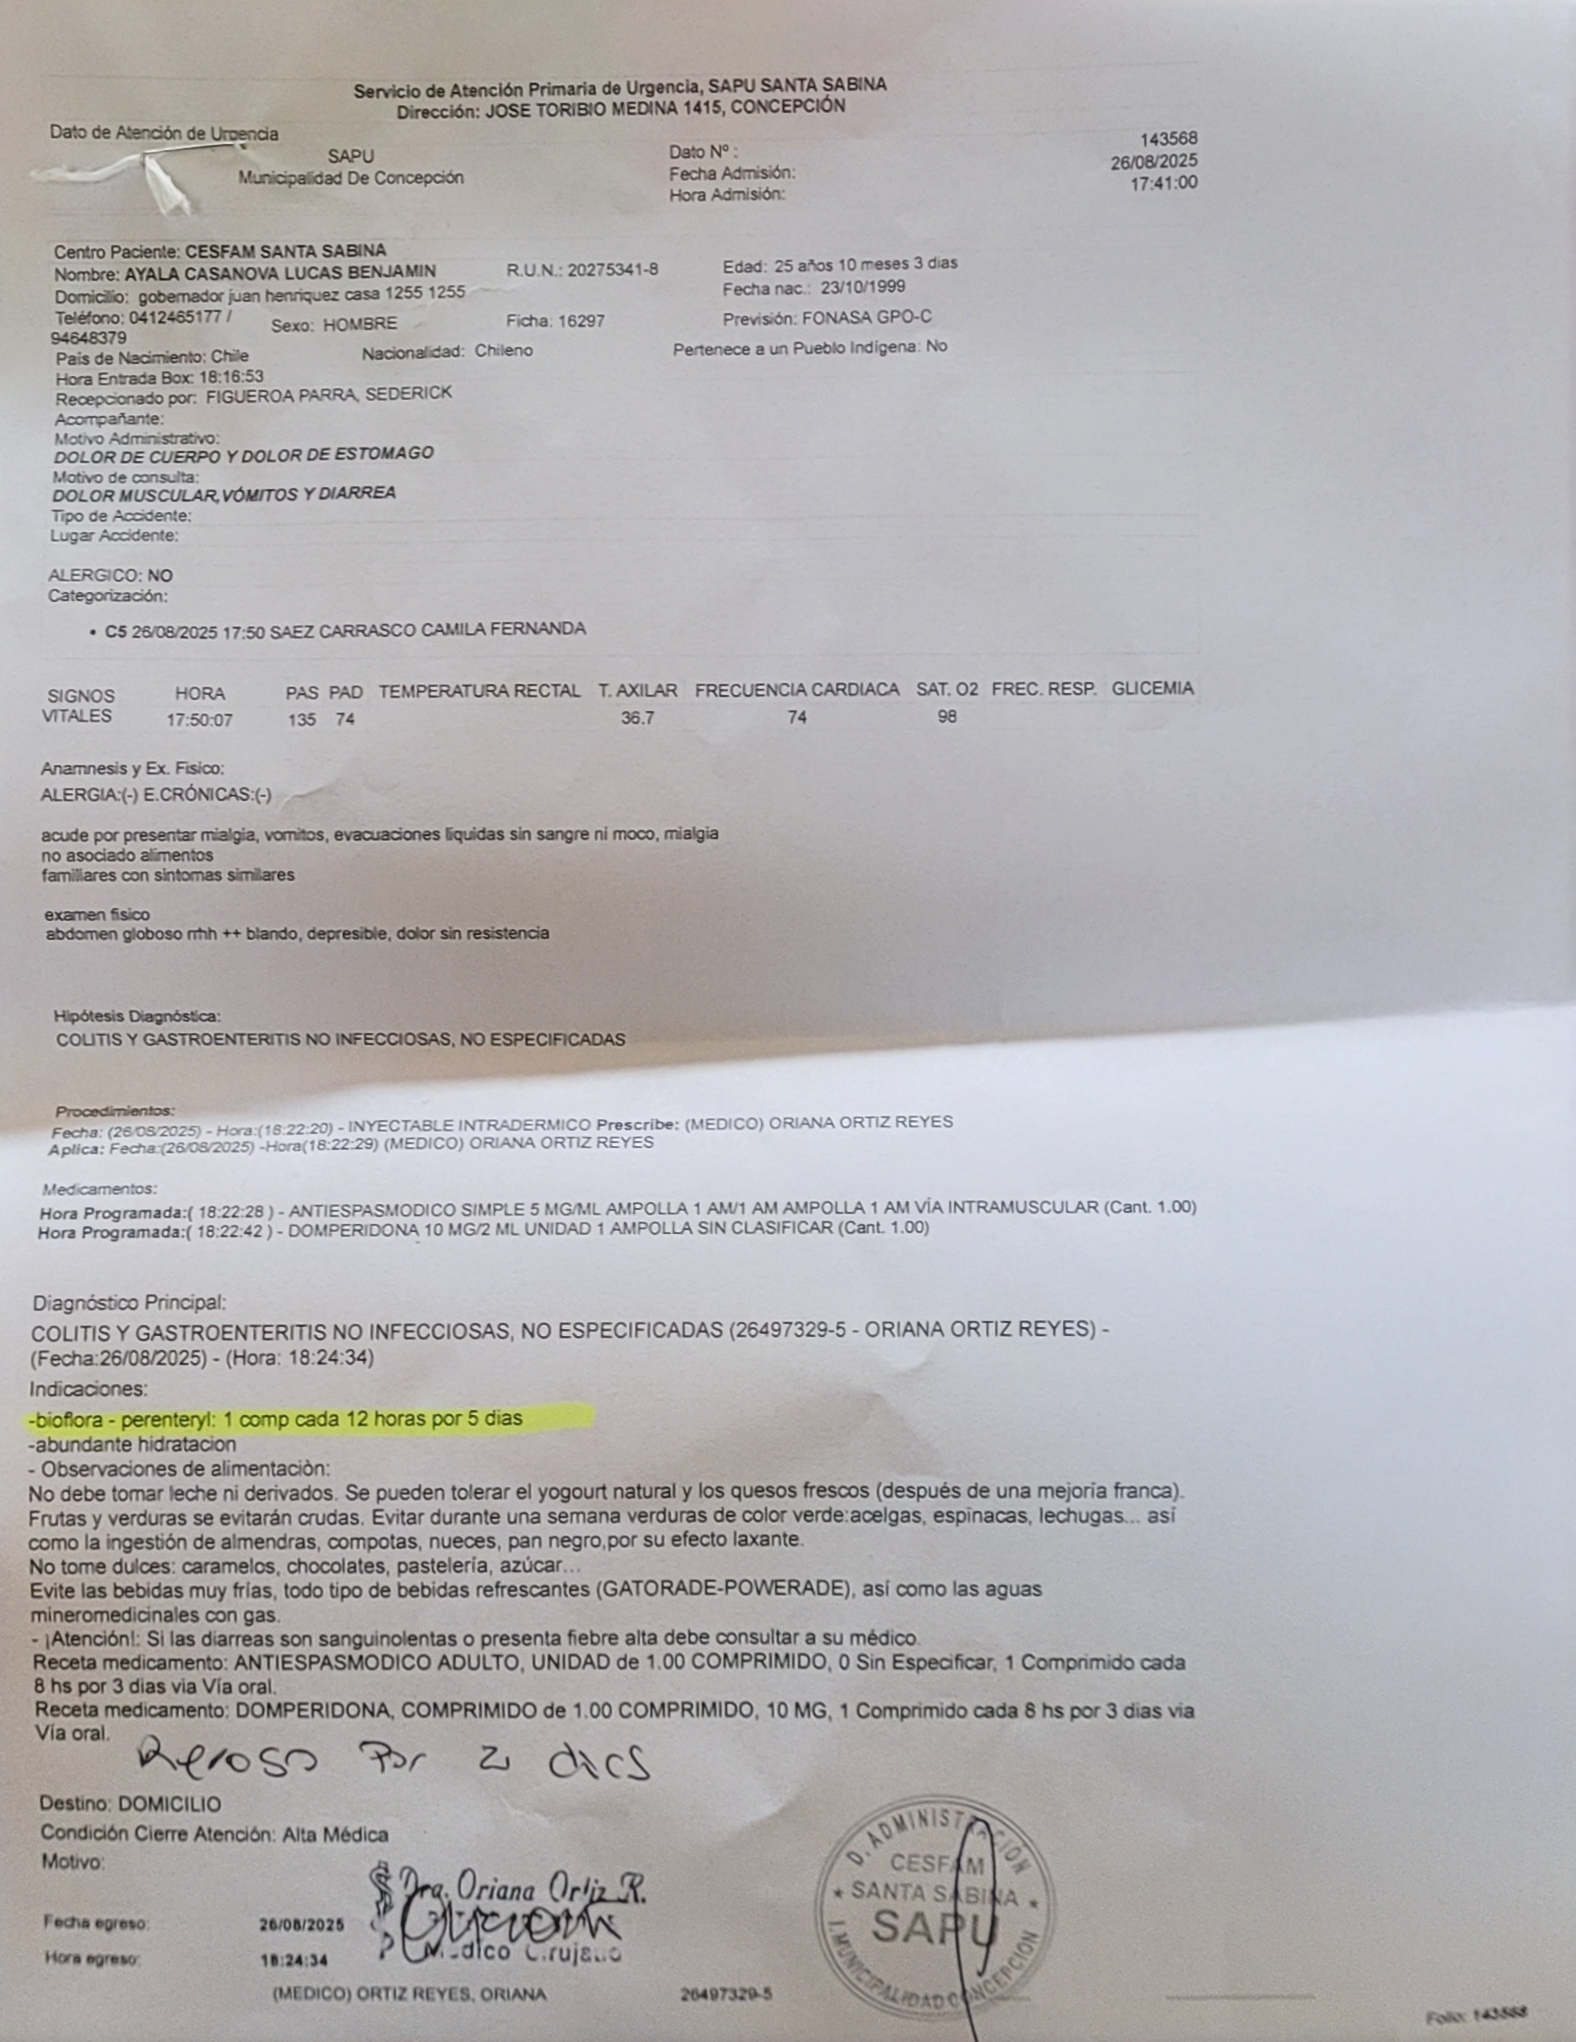 Servicio de Atención Primaria de Urgencia, SAPU SANTA SABINA
Dirección: JOSE TORIBIO MEDINA 1415, CONCEPCIÓN
Dato de Atención de Urgencia
SAPU
Municipalidad De Concepción
Dato Nº : 143568
Fecha Admisión: 26/08/2025
Hora Admisión: 17:41:00
Centro Paciente: CESFAM SANTA SABINA
Nombre: AYALA CASANOVA LUCAS BENJAMIN R.U.N.: 20275341-8 Edad: 25 años 10 meses 3 dias
Domicilio: gobernador juan henriquez casa 1255 1255 Fecha nac.: 23/10/1999
Teléfono: 0412465177 / 94648379 Sexo: HOMBRE Ficha: 16297 Previsión: FONASA GPO-C
País de Nacimiento: Chile Nacionalidad: Chileno Pertenece a un Pueblo Indígena: No
Hora Entrada Box: 18:16:53
Recepcionado por: FIGUEROA PARRA, SEDERICK
Acompañante:
Motivo Administrativo:
DOLOR DE CUERPO Y DOLOR DE ESTOMAGO
Motivo de consulta:
DOLOR MUSCULAR, VÓMITOS Y DIARREA
Tipo de Accidente:
Lugar Accidente:
ALERGICO: NO
Categorización:
• C5 26/08/2025 17:50 SAEZ CARRASCO CAMILA FERNANDA
SIGNOS VITALES HORA PAS PAD TEMPERATURA RECTAL T. AXILAR FRECUENCIA CARDIACA SAT. O2 FREC. RESP. GLICEMIA
17:50:07 135 74 36.7 74 98
Anamnesis y Ex. Fisico:
ALERGIA:(-) E.CRÓNICAS:(-)
acude por presentar mialgia, vomitos, evacuaciones liquidas sin sangre ni moco, mialgia
no asociado alimentos
familiares con sintomas similares
examen fisico
abdomen globoso rrhh ++ blando, depresible, dolor sin resistencia
Hipótesis Diagnóstica:
COLITIS Y GASTROENTERITIS NO INFECCIOSAS, NO ESPECIFICADAS
Procedimientos:
Fecha: (26/08/2025) - Hora:(18:22:20) - INYECTABLE INTRADERMICO Prescribe: (MEDICO) ORIANA ORTIZ REYES
Aplica: Fecha:(26/08/2025) -Hora(18:22:29) (MEDICO) ORIANA ORTIZ REYES
Medicamentos:
Hora Programada:( 18:22:28 ) - ANTIESPASMODICO SIMPLE 5 MG/ML AMPOLLA 1 AM/1 AM AMPOLLA 1 AM VÍA INTRAMUSCULAR (Cant. 1.00)
Hora Programada:( 18:22:42 ) - DOMPERIDONA 10 MG/2 ML UNIDAD 1 AMPOLLA SIN CLASIFICAR (Cant. 1.00)
Diagnóstico Principal:
COLITIS Y GASTROENTERITIS NO INFECCIOSAS, NO ESPECIFICADAS (26497329-5 - ORIANA ORTIZ REYES) -
(Fecha:26/08/2025) - (Hora: 18:24:34)
Indicaciones:
-bioflora - perenteryl: 1 comp cada 12 horas por 5 dias
-abundante hidratacion
- Observaciones de alimentaciòn:
No debe tomar leche ni derivados. Se pueden tolerar el yogourt natural y los quesos frescos (después de una mejoría franca).
Frutas y verduras se evitarán crudas. Evitar durante una semana verduras de color verde:acelgas, espinacas, lechugas... así
como la ingestión de almendras, compotas, nueces, pan negro,por su efecto laxante.
No tome dulces: caramelos, chocolates, pastelería, azúcar...
Evite las bebidas muy frías, todo tipo de bebidas refrescantes (GATORADE-POWERADE), así como las aguas
mineromedicinales con gas.
- ¡Atención!: Si las diarreas son sanguinolentas o presenta fiebre alta debe consultar a su médico.
Receta medicamento: ANTIESPASMODICO ADULTO, UNIDAD de 1.00 COMPRIMIDO, 0 Sin Especificar, 1 Comprimido cada
8 hs por 3 dias via Vía oral.
Receta medicamento: DOMPERIDONA, COMPRIMIDO de 1.00 COMPRIMIDO, 10 MG, 1 Comprimido cada 8 hs por 3 dias via
Vía oral.
Reposo Por 2 dias
Destino: DOMICILIO
Condición Cierre Atención: Alta Médica
Motivo:
Dra. Oriana Ortiz R.
Médico Cirujano
D. ADMINISTRACIÓN
CESFAM
* SANTA SABINA *
SAPU
I. MUNICIPALIDAD CONCEPCION
Fecha egreso: 26/08/2025
Hora egreso: 18:24:34
(MEDICO) ORTIZ REYES, ORIANA 26497329-5
Folio: 143568